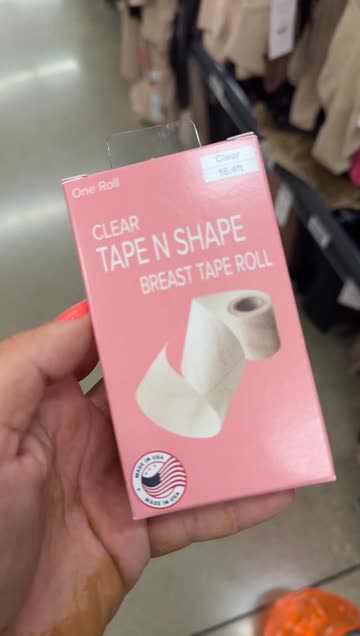 One Roll
Clear
16.4ft
CLEAR
TAPE N SHAPE
BREAST TAPE ROLL
MADE IN USA
MADE IN USA